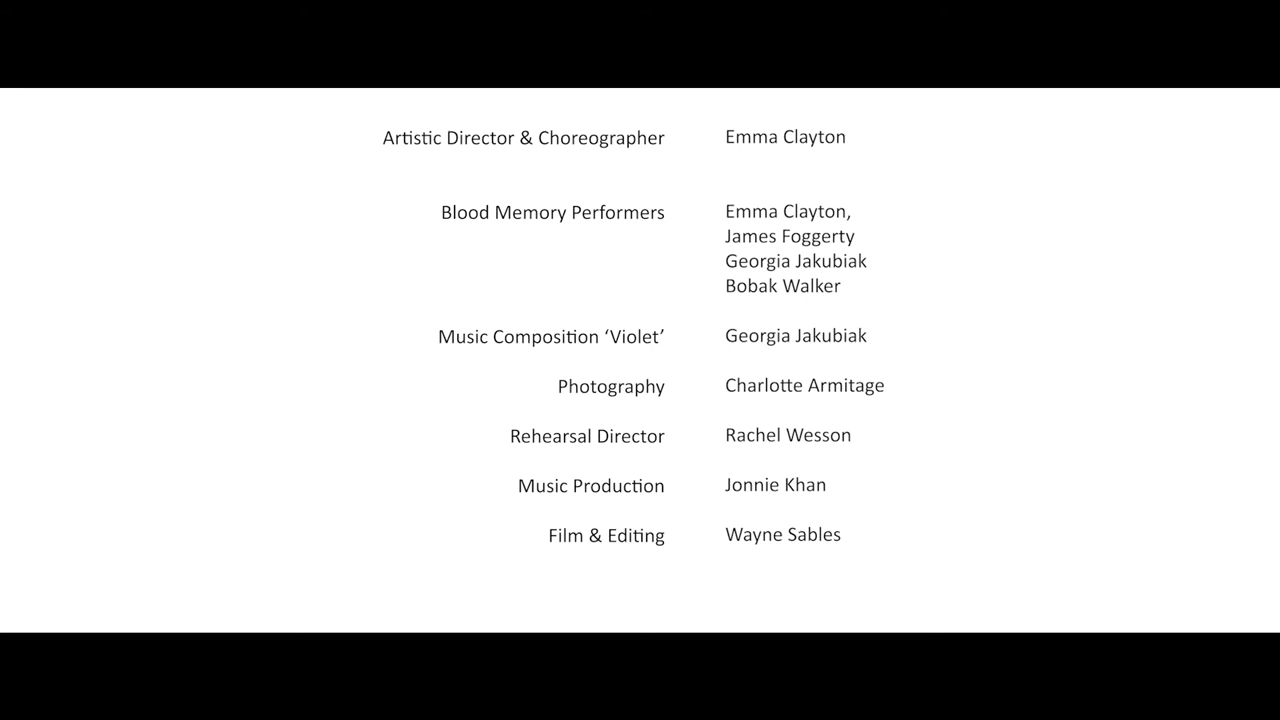 Artistic Director & Choreographer Emma Clayton
Blood Memory Performers Emma Clayton,
James Foggerty
Georgia Jakubiak
Bobak Walker
Music Composition ‘Violet’ Georgia Jakubiak
Photography Charlotte Armitage
Rehearsal Director Rachel Wesson
Music Production Jonnie Khan
Film & Editing Wayne Sables